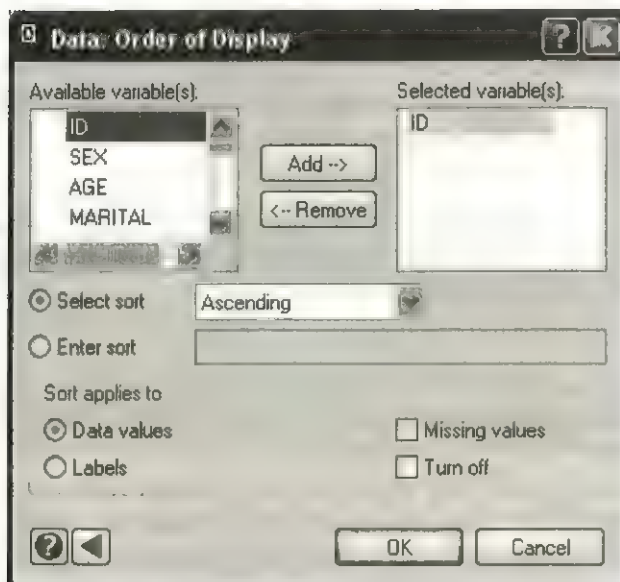 Data: Order of Display
Available variable(s):
ID
SEX
AGE
MARITAL
Add -->
<-- Remove
Selected variable(s):
ID
Select sort
Ascending
Enter sort
Sort applies to
Data values
Labels
Missing values
Turn off
OK
Cancel